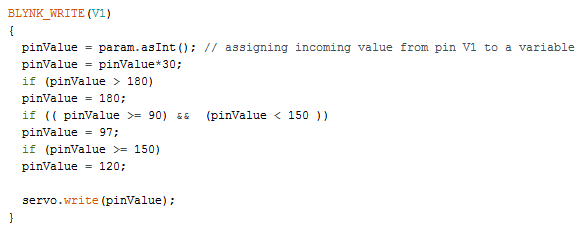 BLYNK_WRITE(V1)
{
  pinValue = param.asInt(); // assigning incoming value from pin V1 to a variable
  pinValue = pinValue*30;
  if (pinValue > 180)
  pinValue = 180;
  if (( pinValue >= 90) &&  (pinValue < 150 ))
  pinValue = 97;
  if (pinValue >= 150)
  pinValue = 120;

  servo.write(pinValue);
}